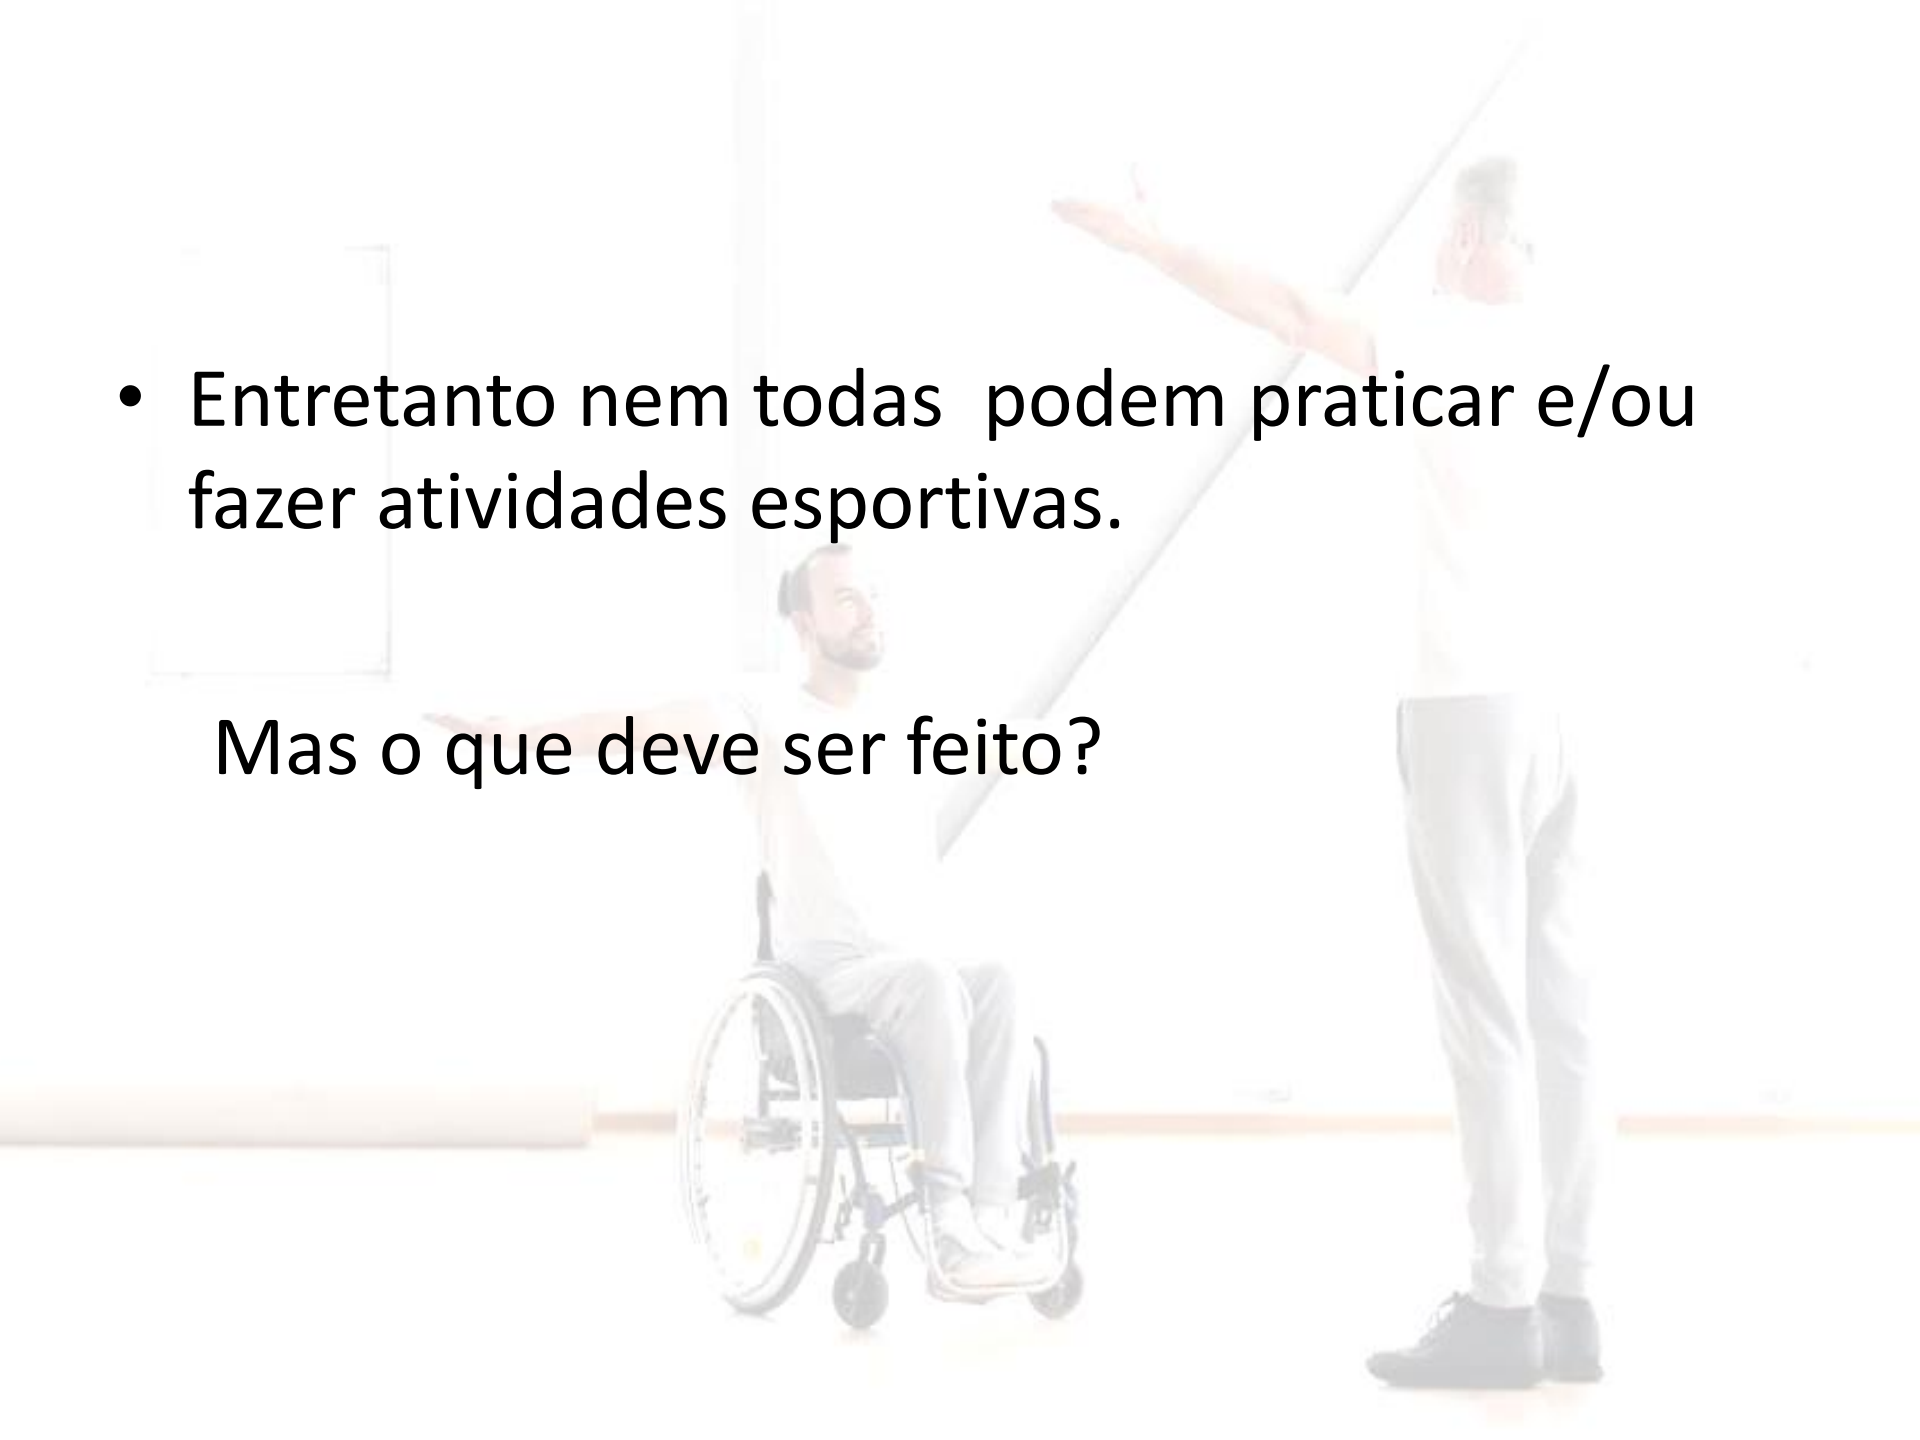 • Entretanto nem todas  podem praticar e/ou
fazer atividades esportivas.
Mas o que deve ser feito?